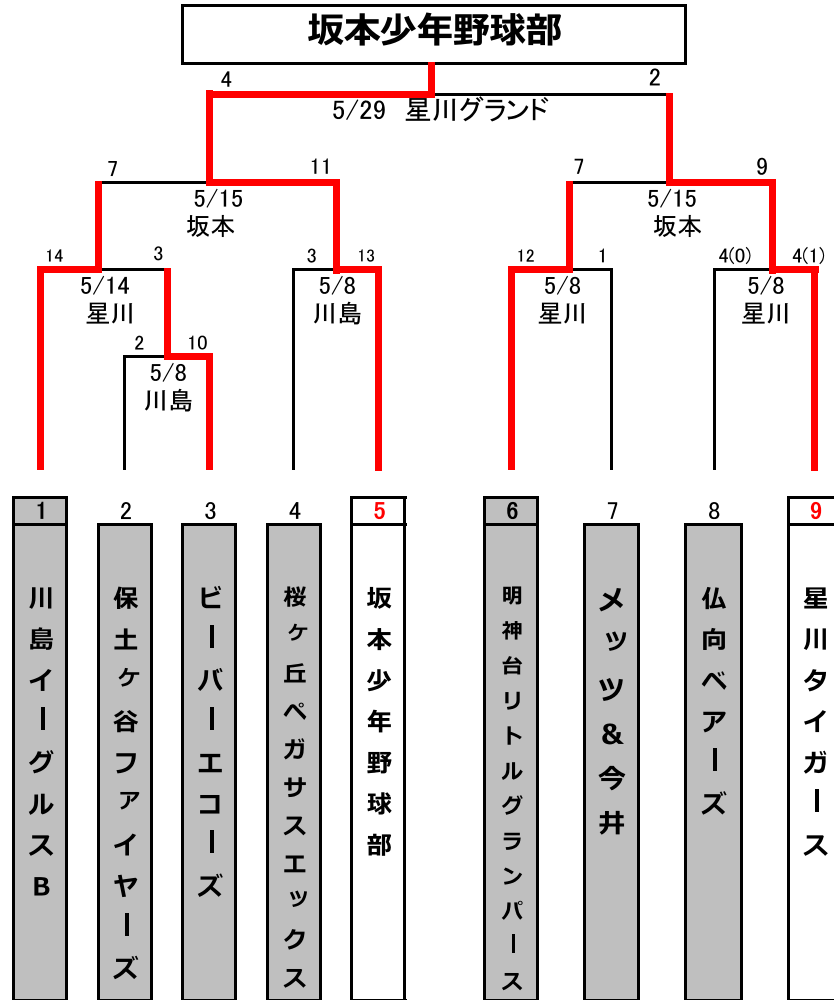 坂本少年野球部
4
2
5/29 星川グランド
7
11
7
9
5/15
坂本
5/15
坂本
14
3
3
13
12
1
4(0)
4(1)
5/14
星川
5/8
川島
5/8
星川
5/8
星川
2
10
5/8
川島
1
2
3
4
5
6
7
8
9
川島イーグルスB
保土ケ谷ファイヤーズ
ビーバーエコーズ
桜ヶ丘ペガサスエックス
坂本少年野球部
明神台リトルグランパース
メッツ&今井
仏向ベアーズ
星川タイガース